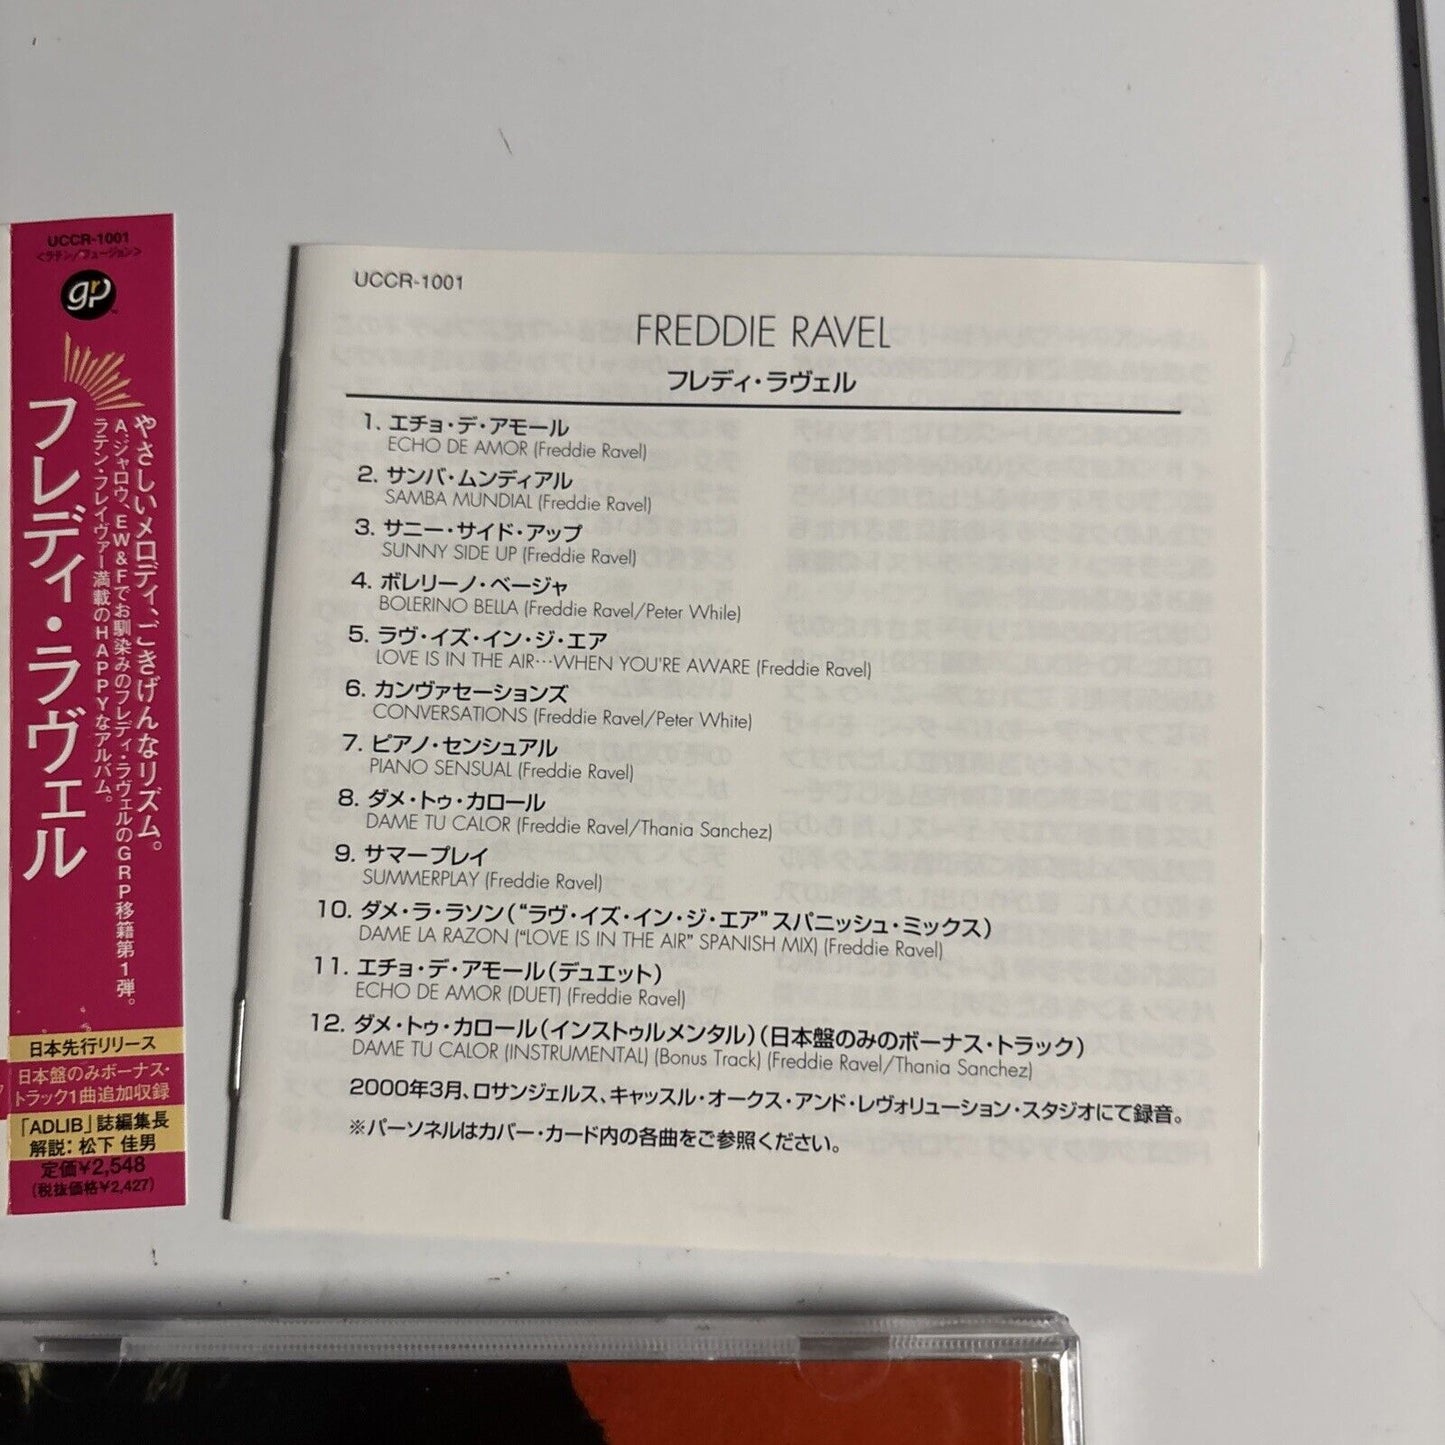 UCCR-1001
<ラテン/フュージョン>
grp
フレディ・ラヴェル
やさしいメロディ、ごきげんなリズム。
A.ジャロウ、EW&Fでお馴染みのフレディ・ラヴェルのGRP移籍第1弾。
ラテン・フレイヴァー満載のHAPPYなアルバム。
日本先行リリース
日本盤のみボーナス・
トラック1曲追加収録
「ADLIB」誌編集長
解説：松下 佳男
定価¥2,548
(税抜価格¥2,427)
UCCR-1001
FREDDIE RAVEL
フレディ・ラヴェル
1. エチョ・デ・アモール
ECHO DE AMOR (Freddie Ravel)
2. サンバ・ムンディアル
SAMBA MUNDIAL (Freddie Ravel)
3. サニー・サイド・アップ
SUNNY SIDE UP (Freddie Ravel)
4. ボレリーノ・ベージャ
BOLERINO BELLA (Freddie Ravel/Peter While)
5. ラヴ・イズ・イン・ジ・エア
LOVE IS IN THE AIR…WHEN YOU'RE AWARE (Freddie Ravel)
6. カンヴァセーションズ
CONVERSATIONS (Freddie Ravel/Peter White)
7. ピアノ・センシュアル
PIANO SENSUAL (Freddie Ravel)
8. ダメ・トゥ・カロール
DAME TU CALOR (Freddie Ravel/Thania Sanchez)
9. サマープレイ
SUMMERPLAY (Freddie Ravel)
10. ダメ・ラ・ラソン(“ラヴ・イズ・イン・ジ・エア”スパニッシュ・ミックス)
DAME LA RAZON (“LOVE IS IN THE AIR” SPANISH MIX) (Freddie Ravel)
11. エチョ・デ・アモール(デュエット)
ECHO DE AMOR (DUET) (Freddie Ravel)
12. ダメ・トゥ・カロール(インストゥルメンタル)(日本盤のみのボーナス・トラック)
DAME TU CALOR (INSTRUMENTAL) (Bonus Track) (Freddie Ravel/Thania Sanchez)
2000年3月、ロサンジェルス、キャッスル・オークス・アンド・レヴォリューション・スタジオにて録音。
※パーソネルはカバー・カード内の各曲をご参照ください。